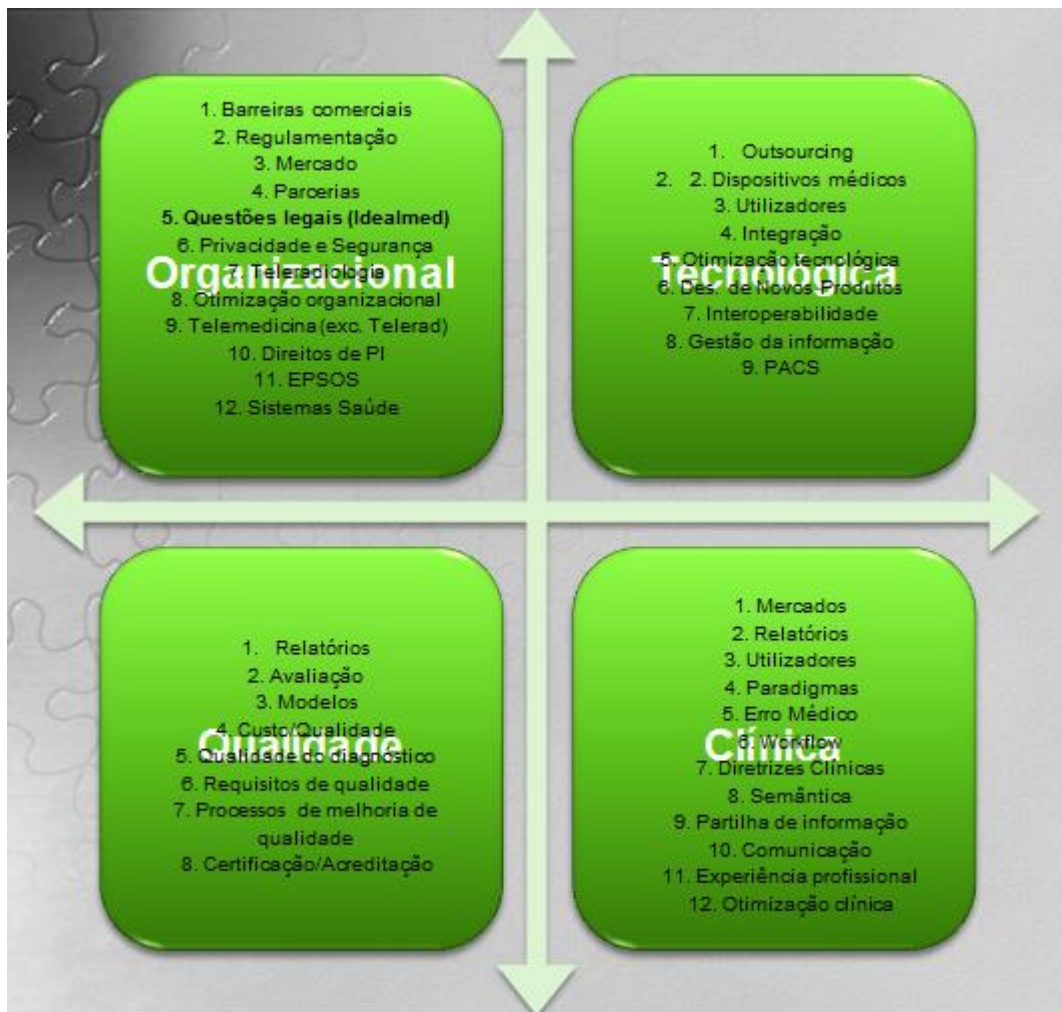 1. Barreiras comerciais
2. Regulamentação
3. Mercado
4. Parcerias
5. Questões legais (Idealmed)
6. Privacidade e Segurança
Organizacional
7. Teleradiologia
8. Otimização organizacional
9. Telemedicina(exc. Telerad)
10. Direitos de PI
11. EPSOS
12. Sistemas Saúde
1. Outsourcing
2. 2. Dispositivos médicos
3. Utilizadores
4. Integração
5. Otimização tecnológica
Tecnológica
6. Des. de Novos Produtos
7. Interoperabilidade
8. Gestão da informação
9. PACS
1. Relatórios
2. Avaliação
3. Modelos
4. Custo/Qualidade
Qualidade
5. Qualidade do diagnóstico
6. Requisitos de qualidade
7. Processos de melhoria de
qualidade
8. Certificação/Acreditação
1. Mercados
2. Relatórios
3. Utilizadores
4. Paradigmas
5. Erro Médico
Clínica
6. Workflow
7. Diretrizes Clínicas
8. Semântica
9. Partilha de informação
10. Comunicação
11. Experiência profissional
12. Otimização clínica